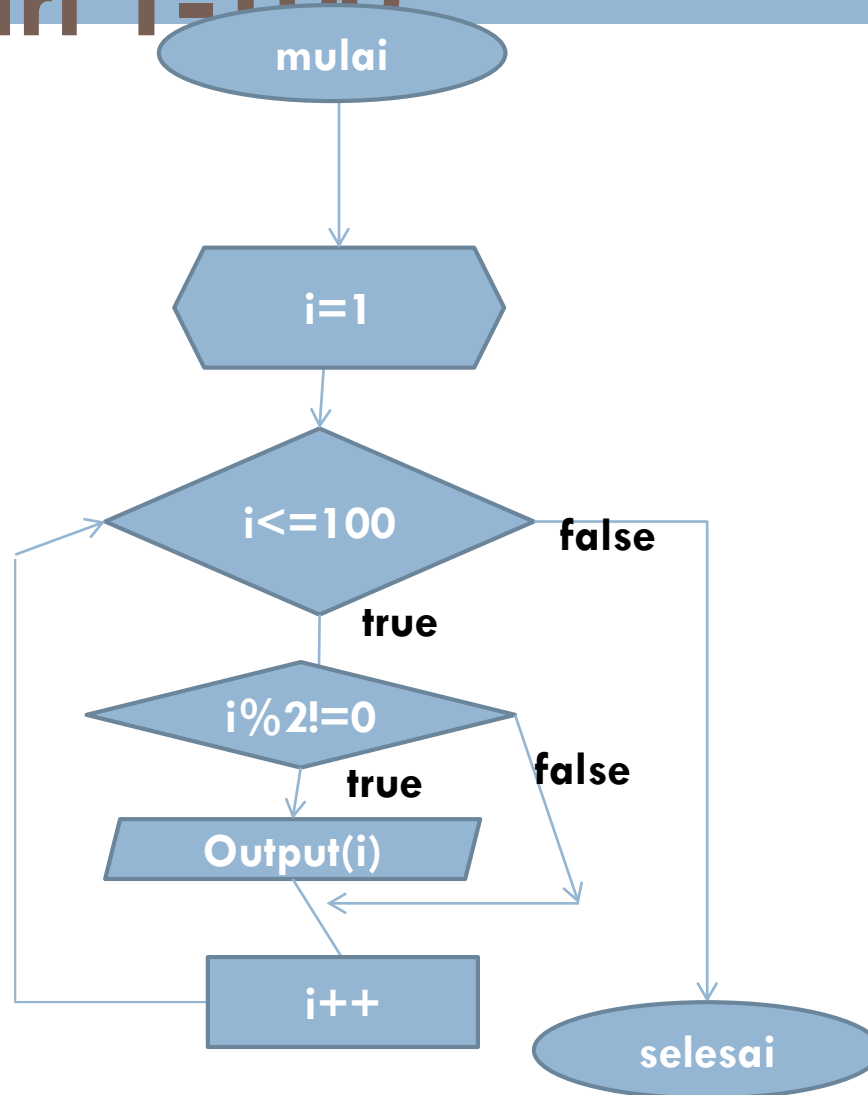 mulai
i=1
i<=100
false
true
i%2!=0
true
false
Output(i)
i++
selesai